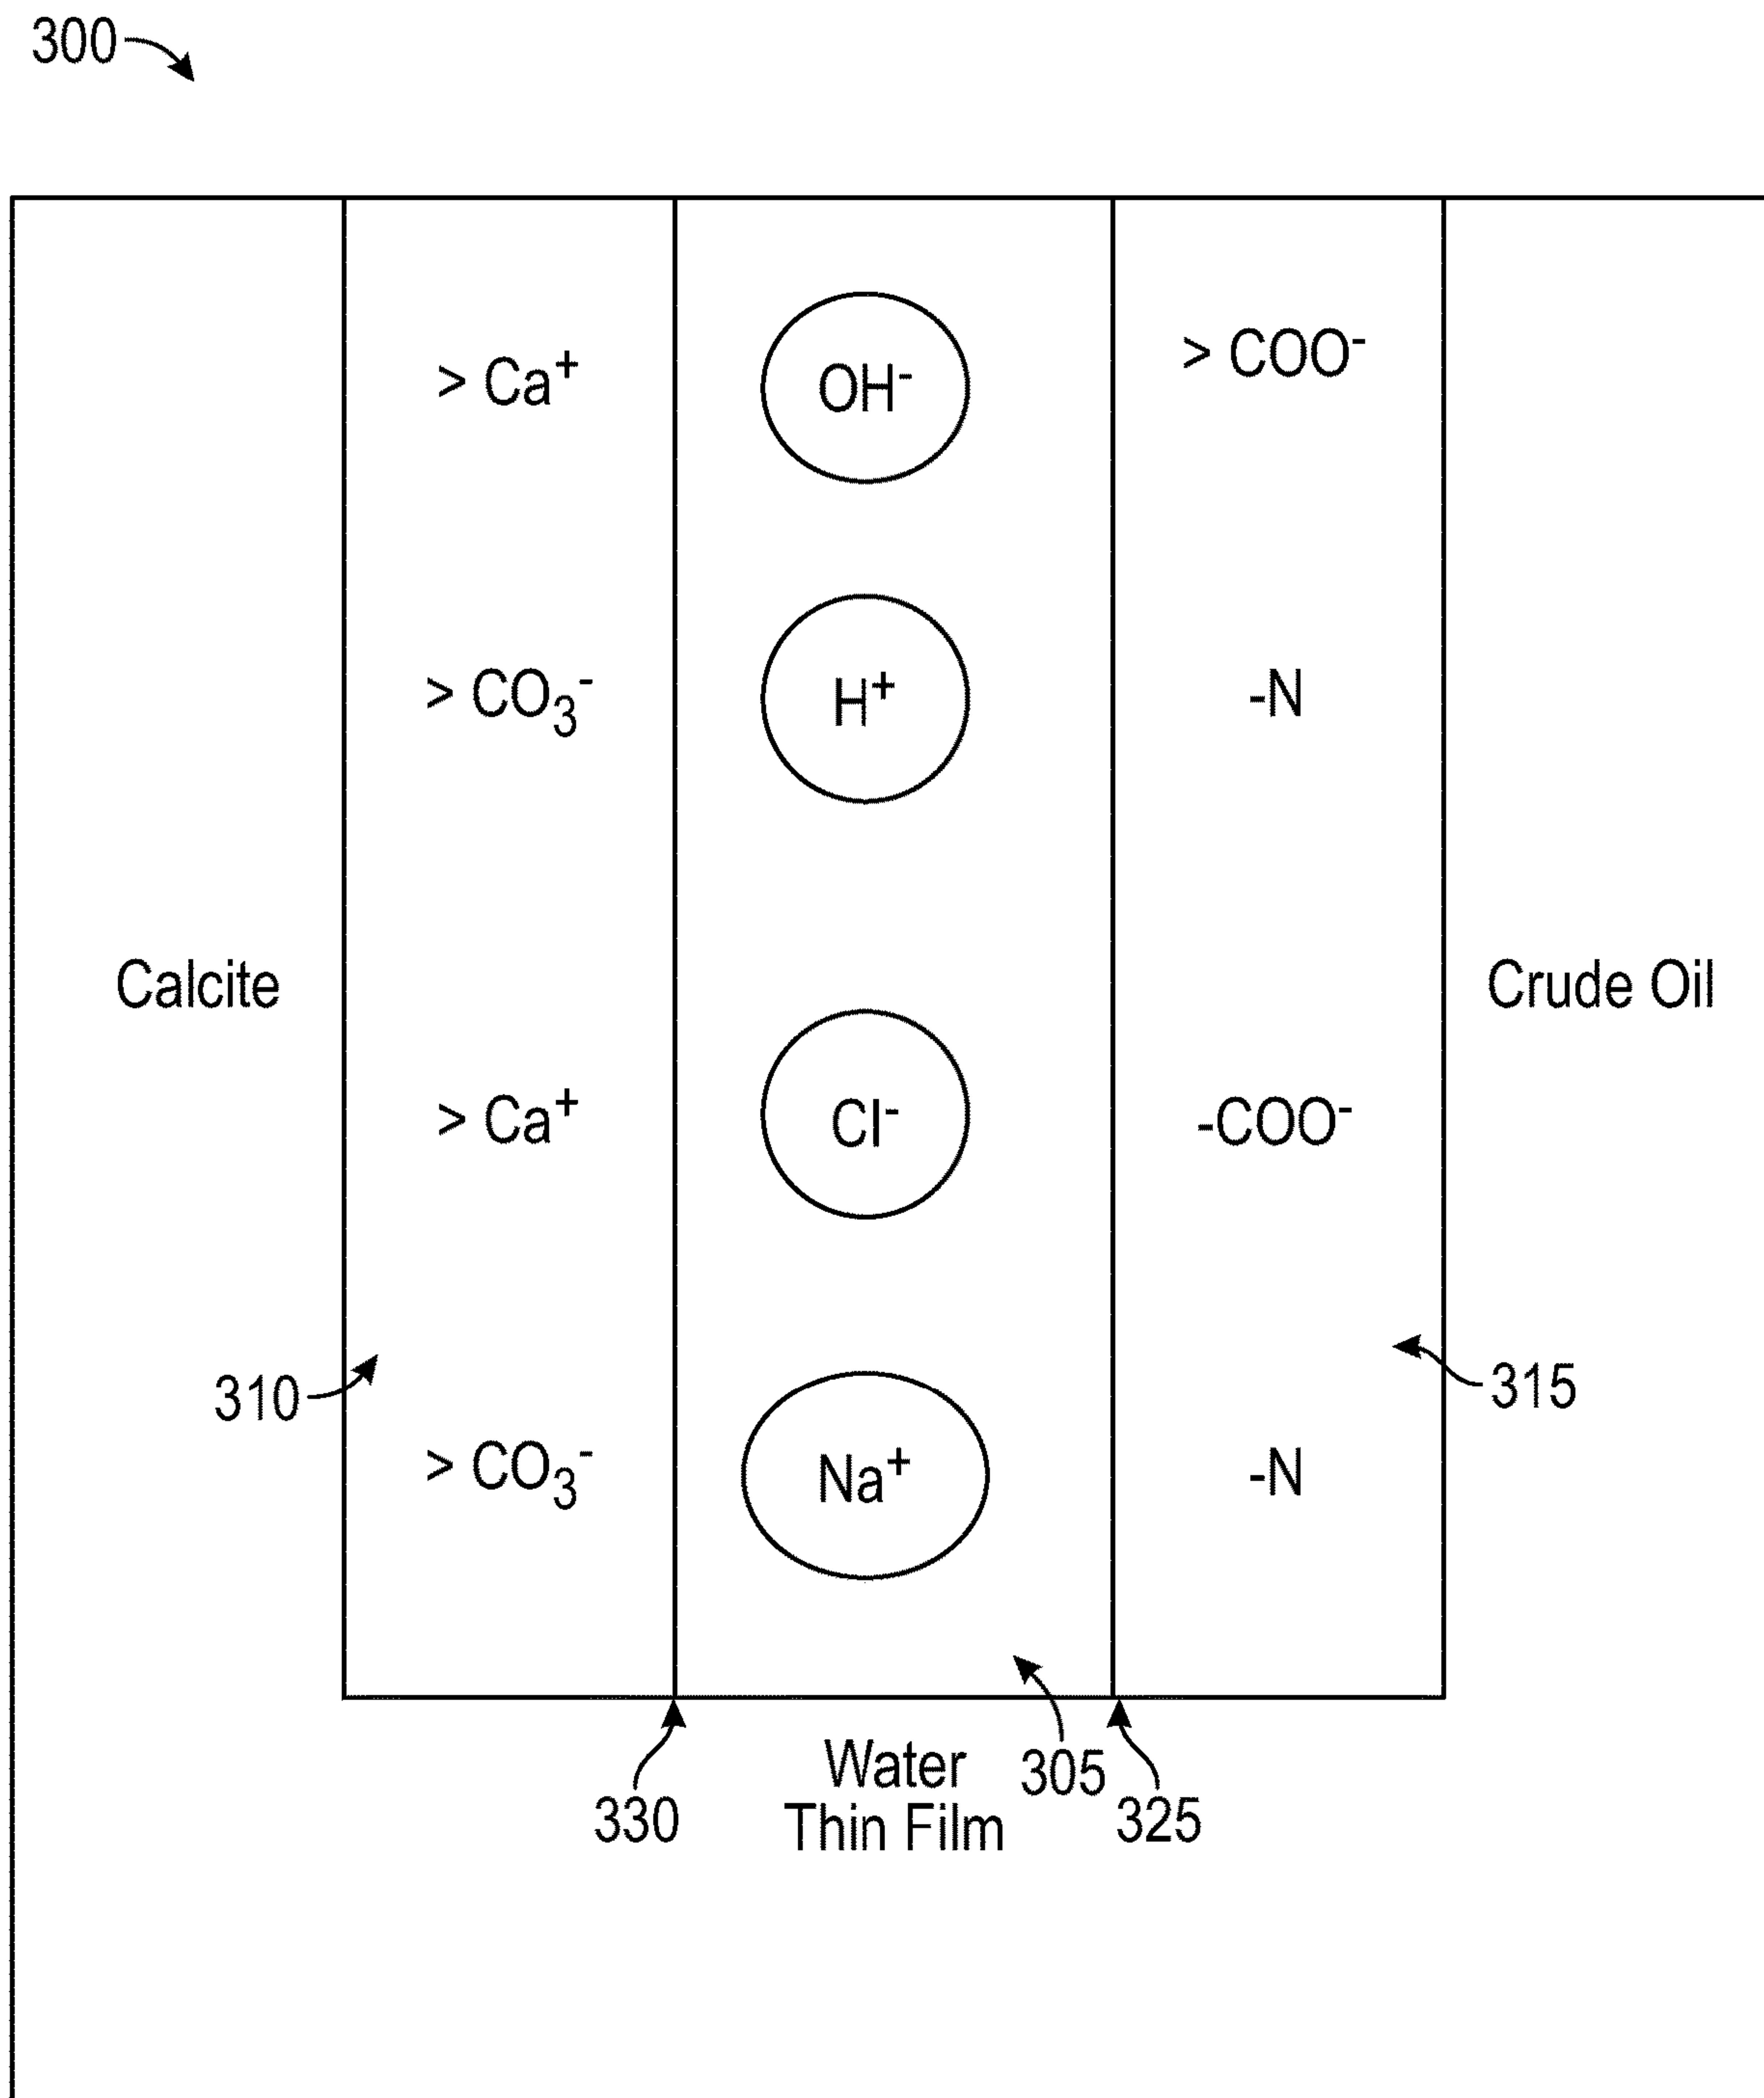 300
> Ca⁺
OH⁻
> COO⁻
> CO₃⁻
H⁺
-N
Calcite
Crude Oil
> Ca⁺
Cl⁻
-COO⁻
310
315
> CO₃⁻
Na⁺
-N
330
Water
Thin Film
305
325